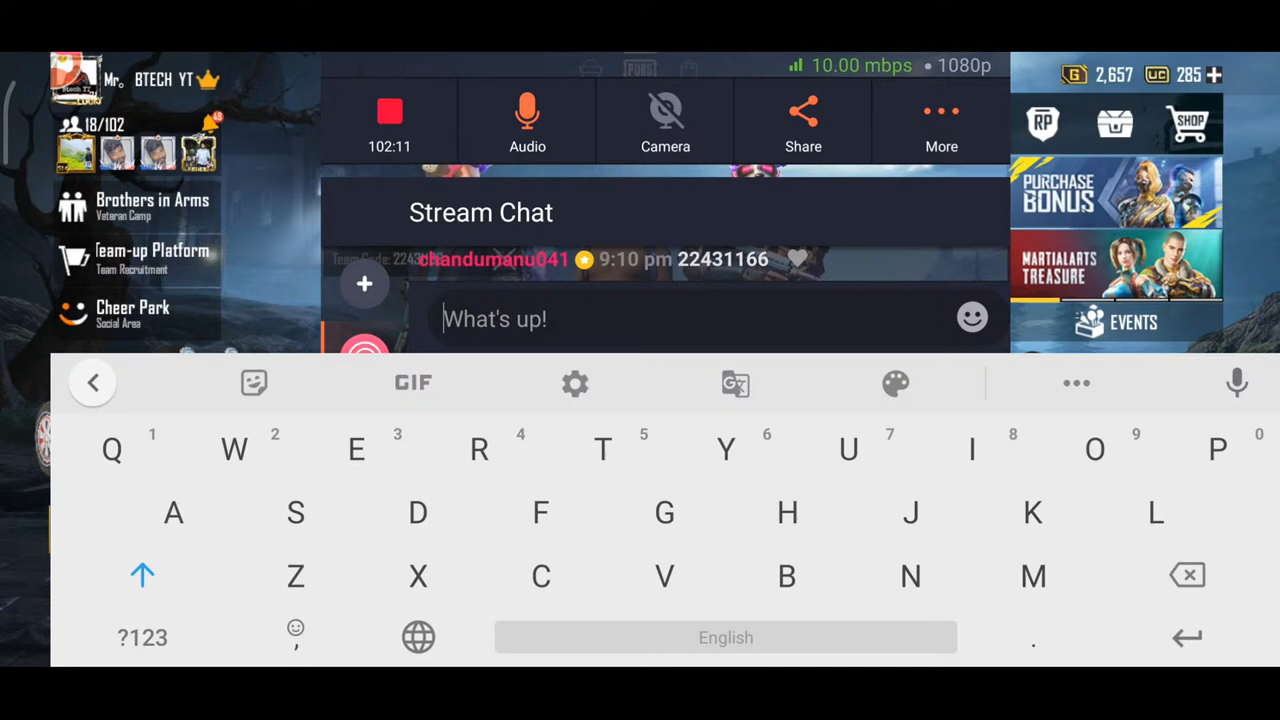 Mr. BTECH YT
18/102
48
Brothers in Arms
Veteran Camp
Team-up Platform
Team Recruitment
Cheer Park
Social Area
10.00 mbps • 1080p
102:11
Audio
Camera
Share
More
Stream Chat
chandumanu041 9:10 pm 22431166
What's up!
G 2,657 UC 285 +
RP
SHOP
PURCHASE
BONUS
MARTIALARTS
TREASURE
EVENTS
GIF
Q 1 W 2 E 3 R 4 T 5 Y 6 U 7 I 8 O 9 P 0
A S D F G H J K L
Z X C V B N M
?123 , English .